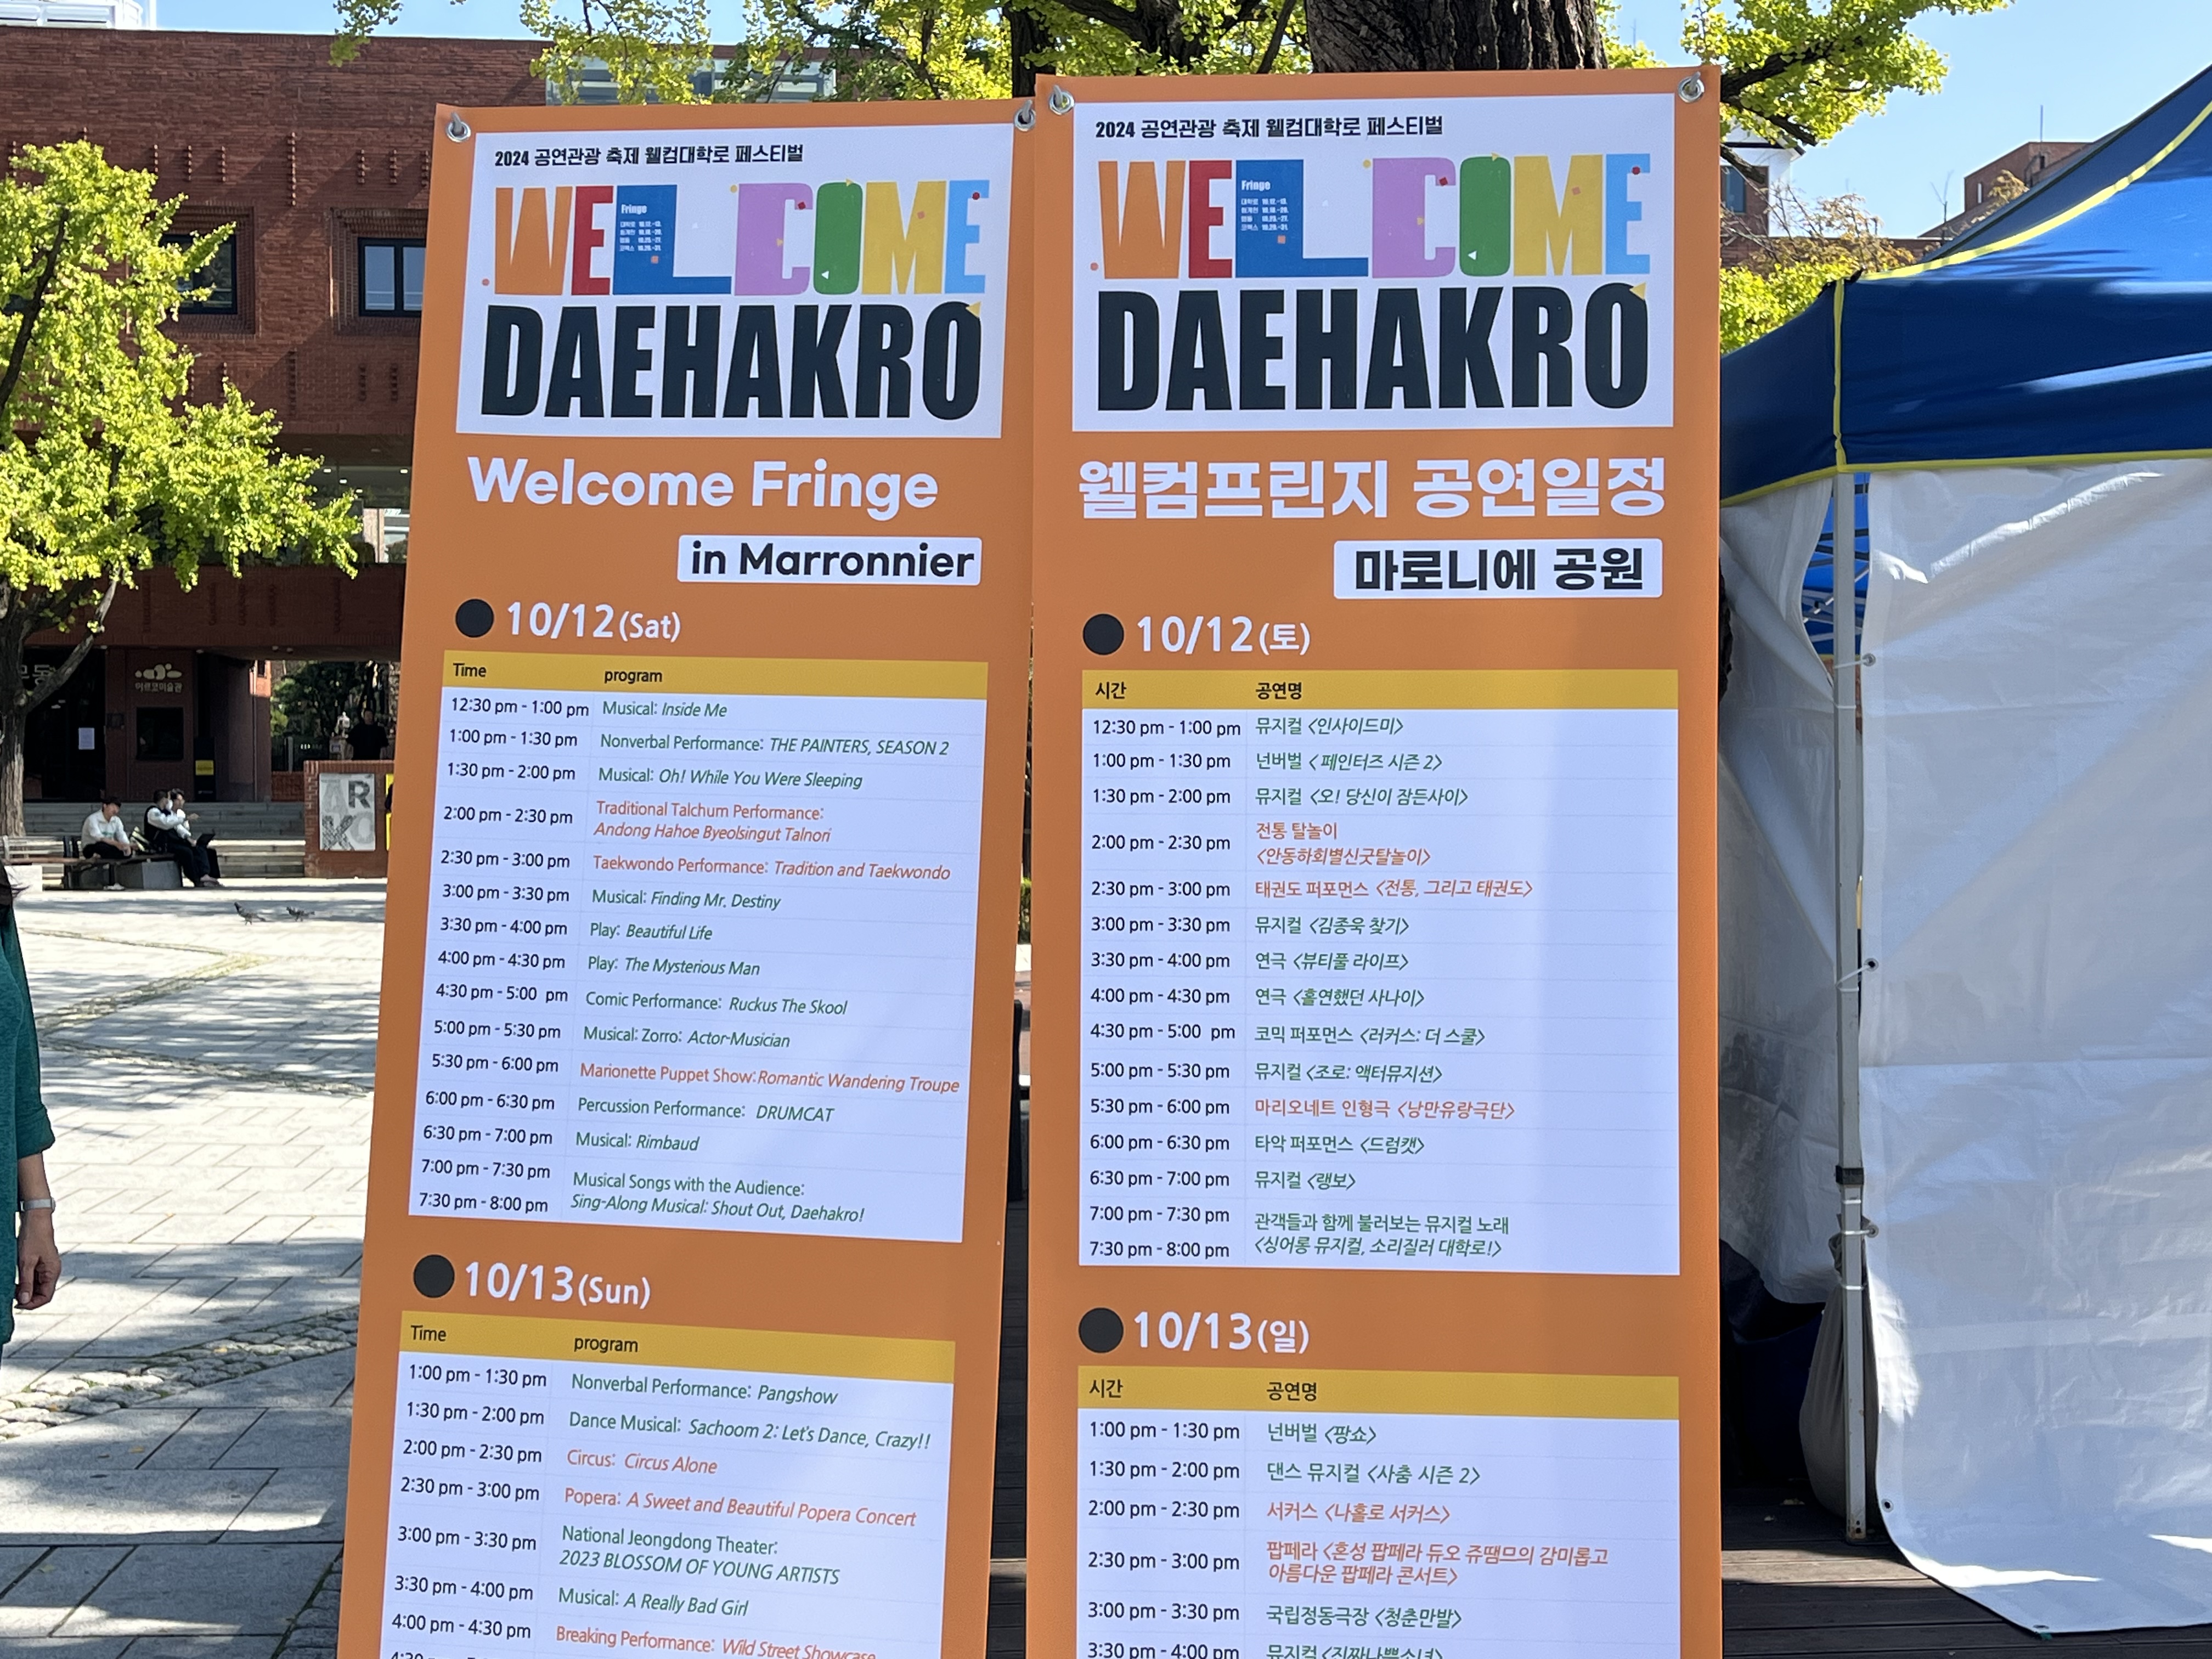 2024 공연관광 축제 웰컴대학로 페스티벌
WELCOME
Fringe
DAEHAKRO
Welcome Fringe
in Marronnier
10/12(Sat)
Time program
12:30 pm - 1:00 pm Musical: Inside Me
1:00 pm - 1:30 pm Nonverbal Performance: THE PAINTERS, SEASON 2
1:30 pm - 2:00 pm Musical: Oh! While You Were Sleeping
2:00 pm - 2:30 pm Traditional Talchum Performance:
Andong Hahoe Byeolsingut Talnori
2:30 pm - 3:00 pm Taekwondo Performance: Tradition and Taekwondo
3:00 pm - 3:30 pm Musical: Finding Mr. Destiny
3:30 pm - 4:00 pm Play: Beautiful Life
4:00 pm - 4:30 pm Play: The Mysterious Man
4:30 pm - 5:00 pm Comic Performance: Ruckus The Skool
5:00 pm - 5:30 pm Musical: Zorro: Actor-Musician
5:30 pm - 6:00 pm Marionette Puppet Show: Romantic Wandering Troupe
6:00 pm - 6:30 pm Percussion Performance: DRUMCAT
6:30 pm - 7:00 pm Musical: Rimbaud
7:00 pm - 7:30 pm Musical Songs with the Audience:
7:30 pm - 8:00 pm Sing-Along Musical: Shout Out, Daehakro!
10/13(Sun)
Time program
1:00 pm - 1:30 pm Nonverbal Performance: Pangshow
1:30 pm - 2:00 pm Dance Musical: Sachoom 2: Let's Dance, Crazy!!
2:00 pm - 2:30 pm Circus: Circus Alone
2:30 pm - 3:00 pm Popera: A Sweet and Beautiful Popera Concert
3:00 pm - 3:30 pm National Jeongdong Theater:
2023 BLOSSOM OF YOUNG ARTISTS
3:30 pm - 4:00 pm Musical: A Really Bad Girl
4:00 pm - 4:30 pm Breaking Performance: Wild Street Showcase
2024 공연관광 축제 웰컴대학로 페스티벌
WELCOME
Fringe
DAEHAKRO
웰컴프린지 공연일정
마로니에 공원
10/12(토)
시간 공연명
12:30 pm - 1:00 pm 뮤지컬 <인사이드미>
1:00 pm - 1:30 pm 넌버벌 < 페인터즈 시즌 2>
1:30 pm - 2:00 pm 뮤지컬 <오! 당신이 잠든사이>
2:00 pm - 2:30 pm 전통 탈놀이
<안동하회별신굿탈놀이>
2:30 pm - 3:00 pm 태권도 퍼포먼스 <전통, 그리고 태권도>
3:00 pm - 3:30 pm 뮤지컬 <김종욱 찾기>
3:30 pm - 4:00 pm 연극 <뷰티풀 라이프>
4:00 pm - 4:30 pm 연극 <홀연했던 사나이>
4:30 pm - 5:00 pm 코믹 퍼포먼스 <러커스: 더 스쿨>
5:00 pm - 5:30 pm 뮤지컬 <조로: 액터뮤지션>
5:30 pm - 6:00 pm 마리오네트 인형극 <낭만유랑극단>
6:00 pm - 6:30 pm 타악 퍼포먼스 <드럼캣>
6:30 pm - 7:00 pm 뮤지컬 <랭보>
7:00 pm - 7:30 pm 관객들과 함께 불러보는 뮤지컬 노래
7:30 pm - 8:00 pm <싱어롱 뮤지컬, 소리질러 대학로!>
10/13(일)
시간 공연명
1:00 pm - 1:30 pm 넌버벌 <팡쇼>
1:30 pm - 2:00 pm 댄스 뮤지컬 <사춤 시즌 2>
2:00 pm - 2:30 pm 서커스 <나홀로 서커스>
2:30 pm - 3:00 pm 팝페라 <혼성 팝페라 듀오 쥬땜므의 감미롭고
아름다운 팝페라 콘서트>
3:00 pm - 3:30 pm 국립정동극장 <청춘만발>
3:30 pm - 4:00 pm 뮤지컬 <진짜나쁜소녀>
아르코미술관
ARKO